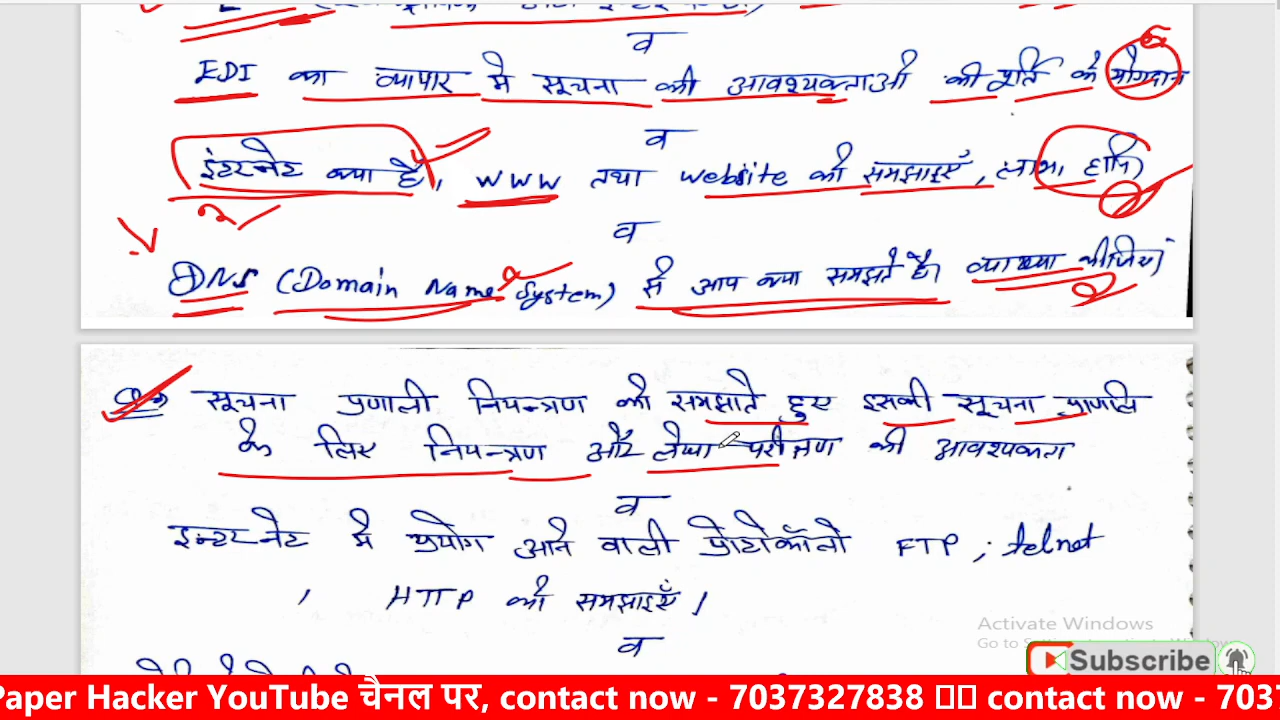 व
EDI का व्यापार मे सूचना की आवश्यकताओ की पूर्ति के योगदान
व
इंटरनेट क्या है, WWW तथा website को समझाइएँ, लाभ, हानि)
व
DNS (Domain Name System) से आप क्या समझते है। व्याख्या कीजिए।
सूचना प्रणाली नियन्त्रण को समझाते हुए इसकी सूचना प्रणालि
के लिए नियन्त्रण और लेखा परीक्षण की आवश्यकता
व
इन्टरनेट मे प्रयोग आने वाली प्रोटोकॉलो FTP, telnet
, HTTP को समझाइएँ।
व
Activate Windows
Go to
Subscribe
Paper Hacker YouTube चैनल पर, contact now - 7037327838 contact now - 703